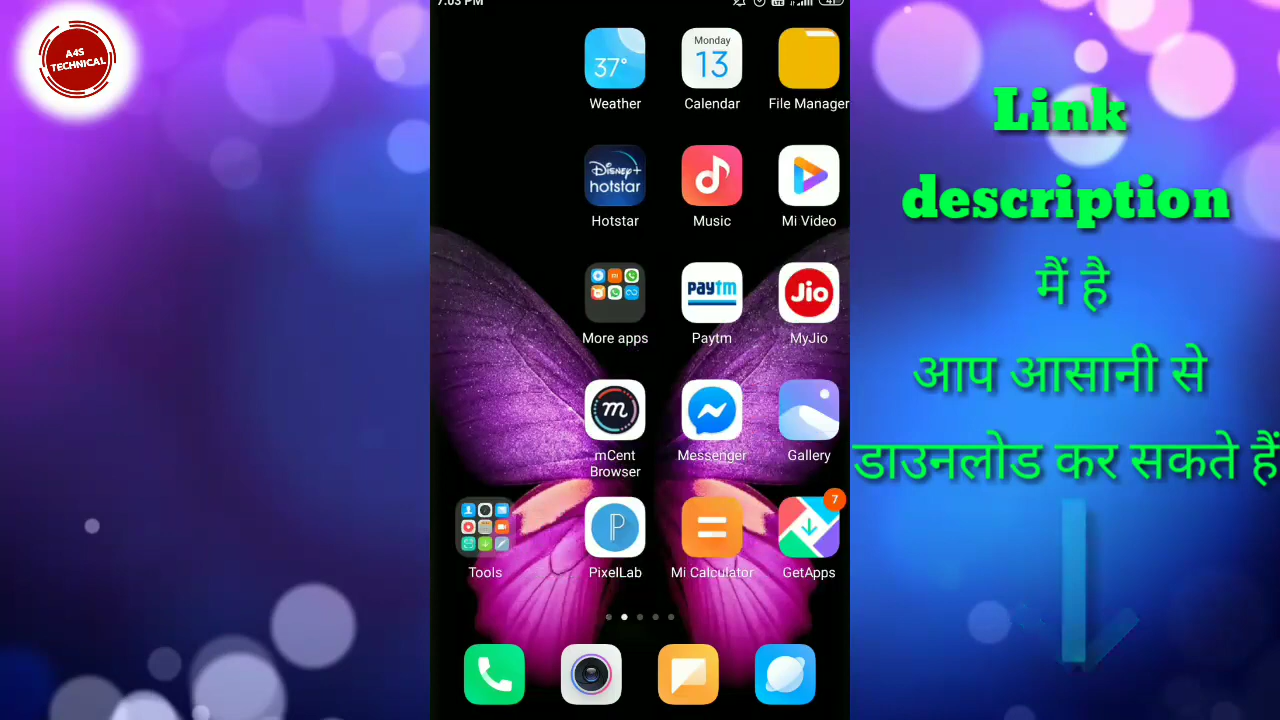 A4S
TECHNICAL
7:03 PM
37°
Weather
Monday
13
Calendar
File Manager
Disney+
hotstar
Hotstar
Music
Mi Video
More apps
paytm
Paytm
Jio
MyJio
m
mCent
Browser
Messenger
Gallery
Tools
P
PixelLab
Mi Calculator
7
GetApps
Link
description
मैं है
आप आसानी से
डाउनलोड कर सकते हैं